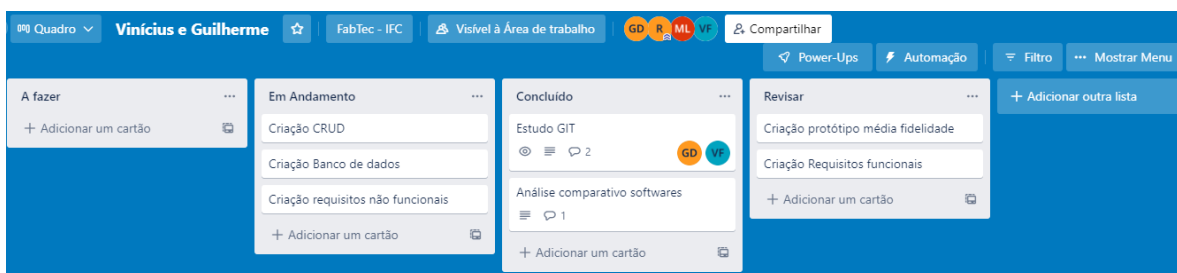 Quadro
Vinícius e Guilherme
FabTec - IFC
Visível à Área de trabalho
GD R ML VF
Compartilhar
Power-Ups
Automação
Filtro
Mostrar Menu
A fazer
+ Adicionar um cartão
Em Andamento
Criação CRUD
Criação Banco de dados
Criação requisitos não funcionais
+ Adicionar um cartão
Concluído
Estudo GIT
2
GD VF
Análise comparativo softwares
1
+ Adicionar um cartão
Revisar
Criação protótipo média fidelidade
Criação Requisitos funcionais
+ Adicionar um cartão
+ Adicionar outra lista